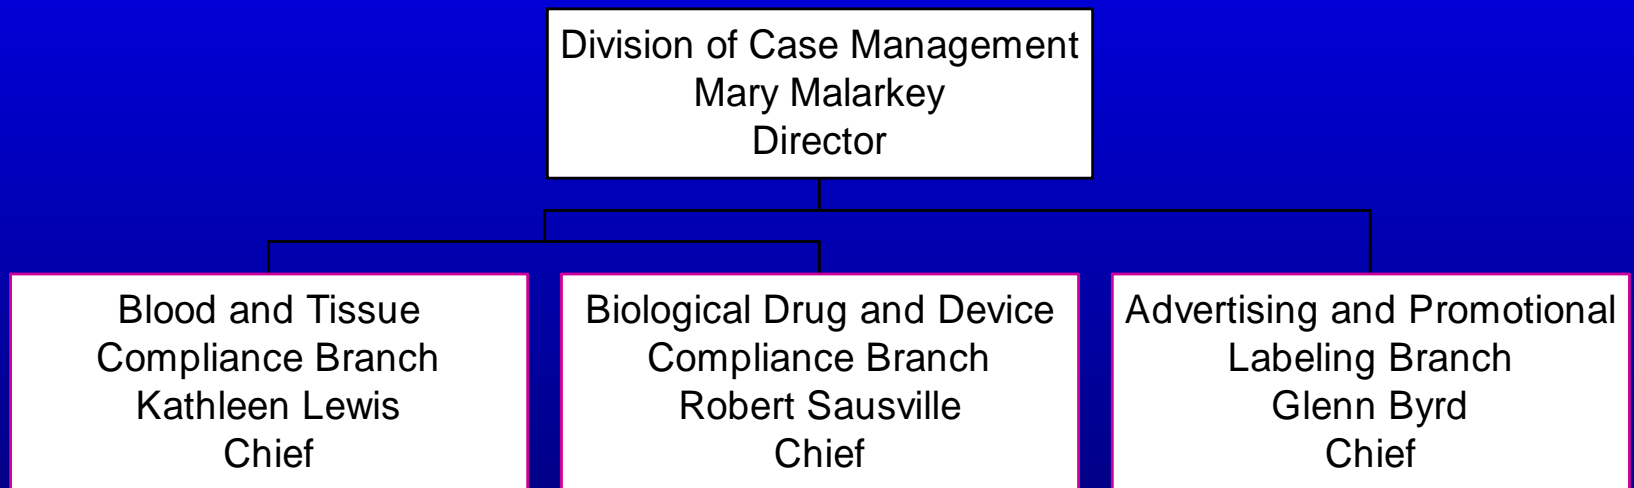 Division of Case Management
Mary Malarkey
Director
Blood and Tissue
Compliance Branch
Kathleen Lewis
Chief
Biological Drug and Device
Compliance Branch
Robert Sausville
Chief
Advertising and Promotional
Labeling Branch
Glenn Byrd
Chief